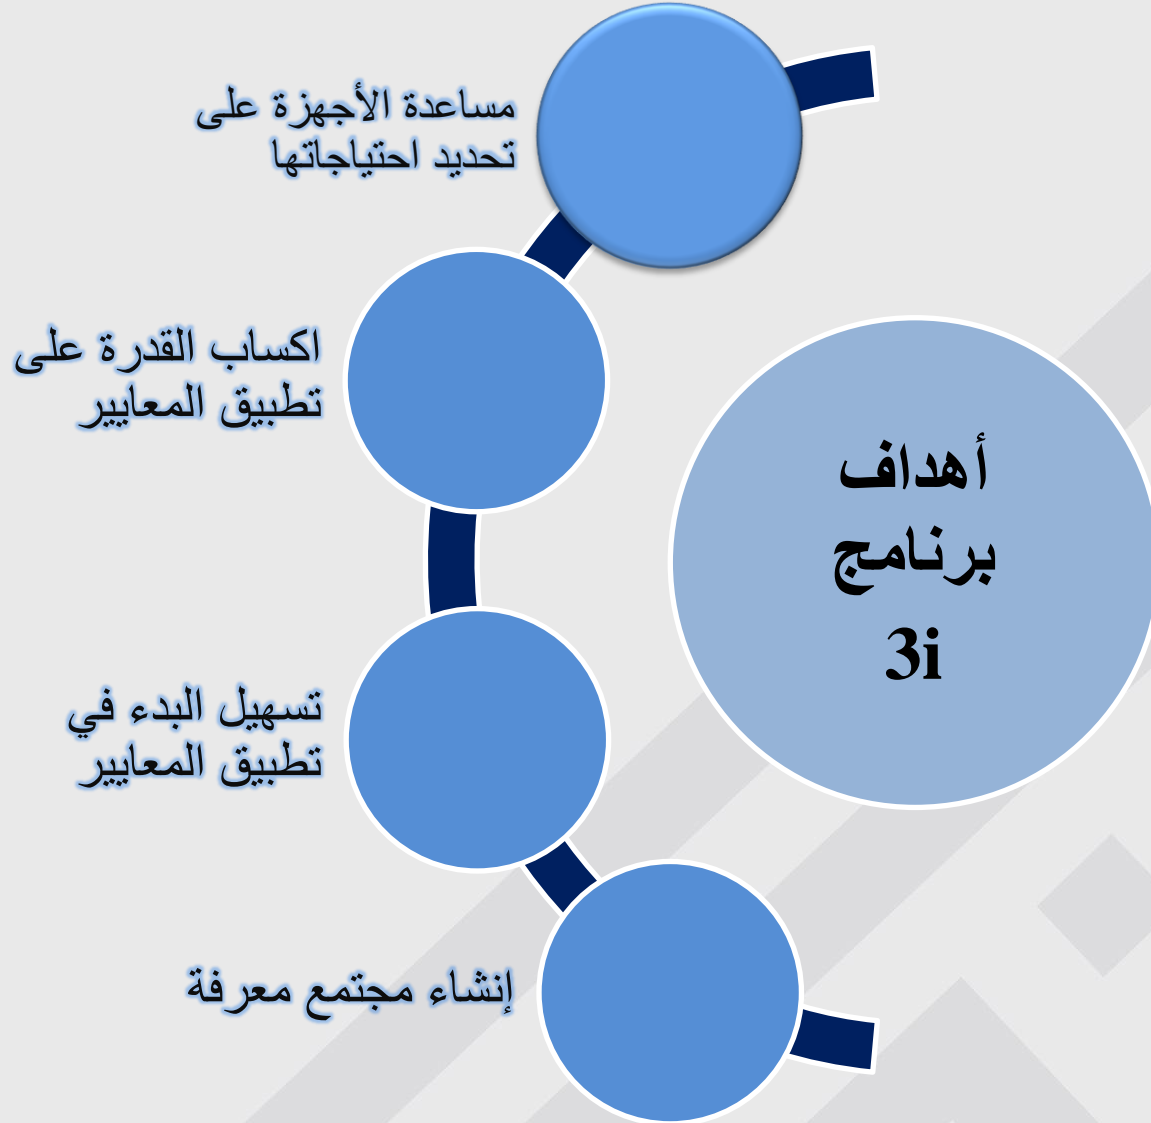 أهداف
برنامج
3i
مساعدة الأجهزة على
تحديد احتياجاتها
اكساب القدرة على
تطبيق المعايير
تسهيل البدء في
تطبيق المعايير
إنشاء مجتمع معرفة